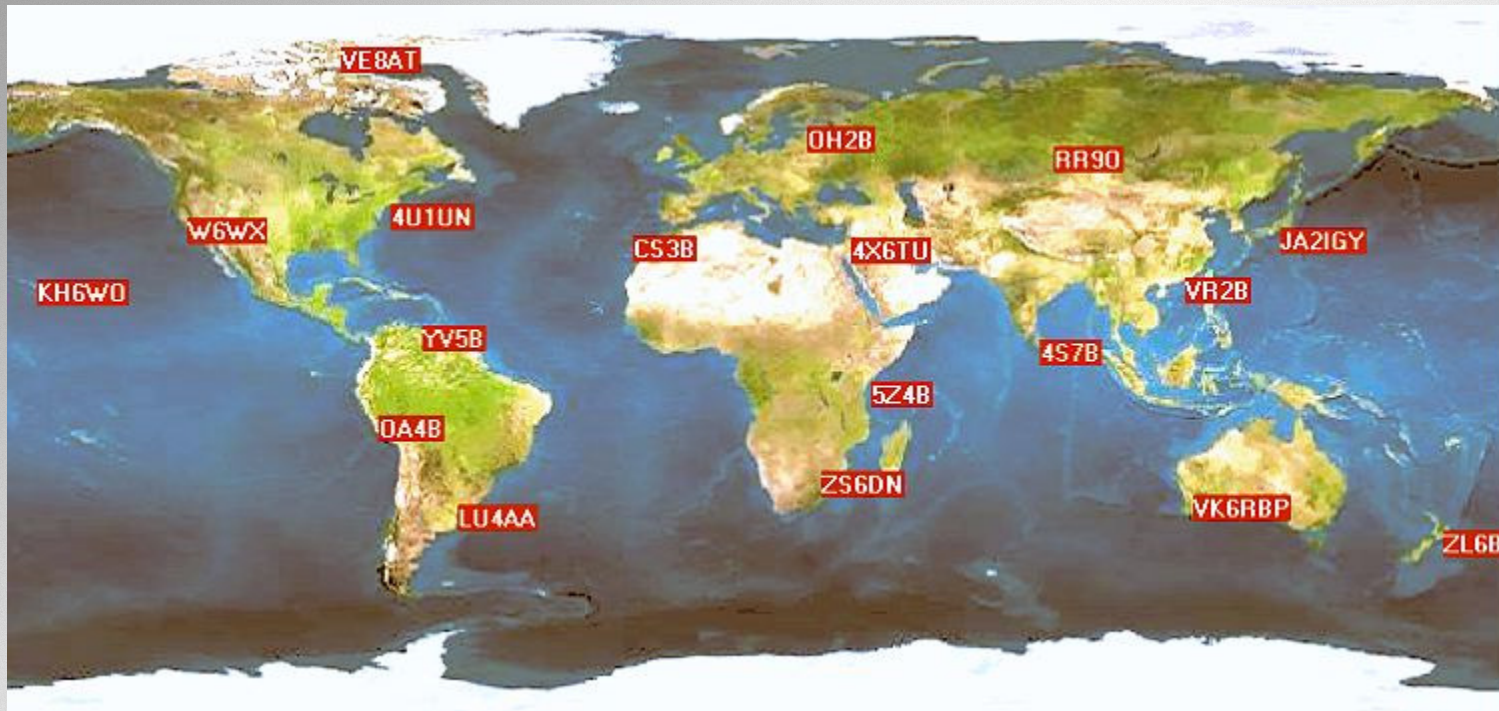 VE8AT
OH2B
RR9O
4U1UN
W6WX
JA2IGY
CS3B
4X6TU
KH6WO
VR2B
YV5B
4S7B
5Z4B
OA4B
ZS6DN
VK6RBP
LU4AA
ZL6B